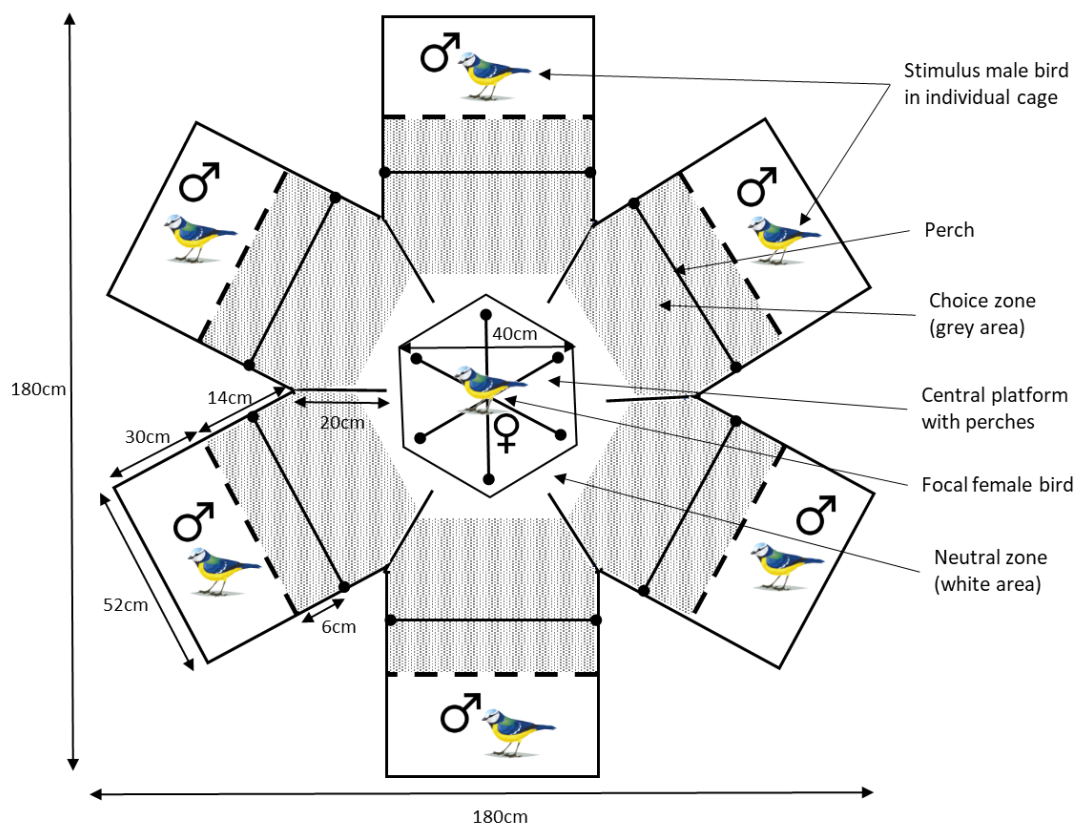 Stimulus male bird
in individual cage
Perch
Choice zone
(grey area)
40cm
180cm
Central platform
with perches
14cm
20cm
30cm
Focal female bird
Neutral zone
(white area)
52cm
6cm
180cm